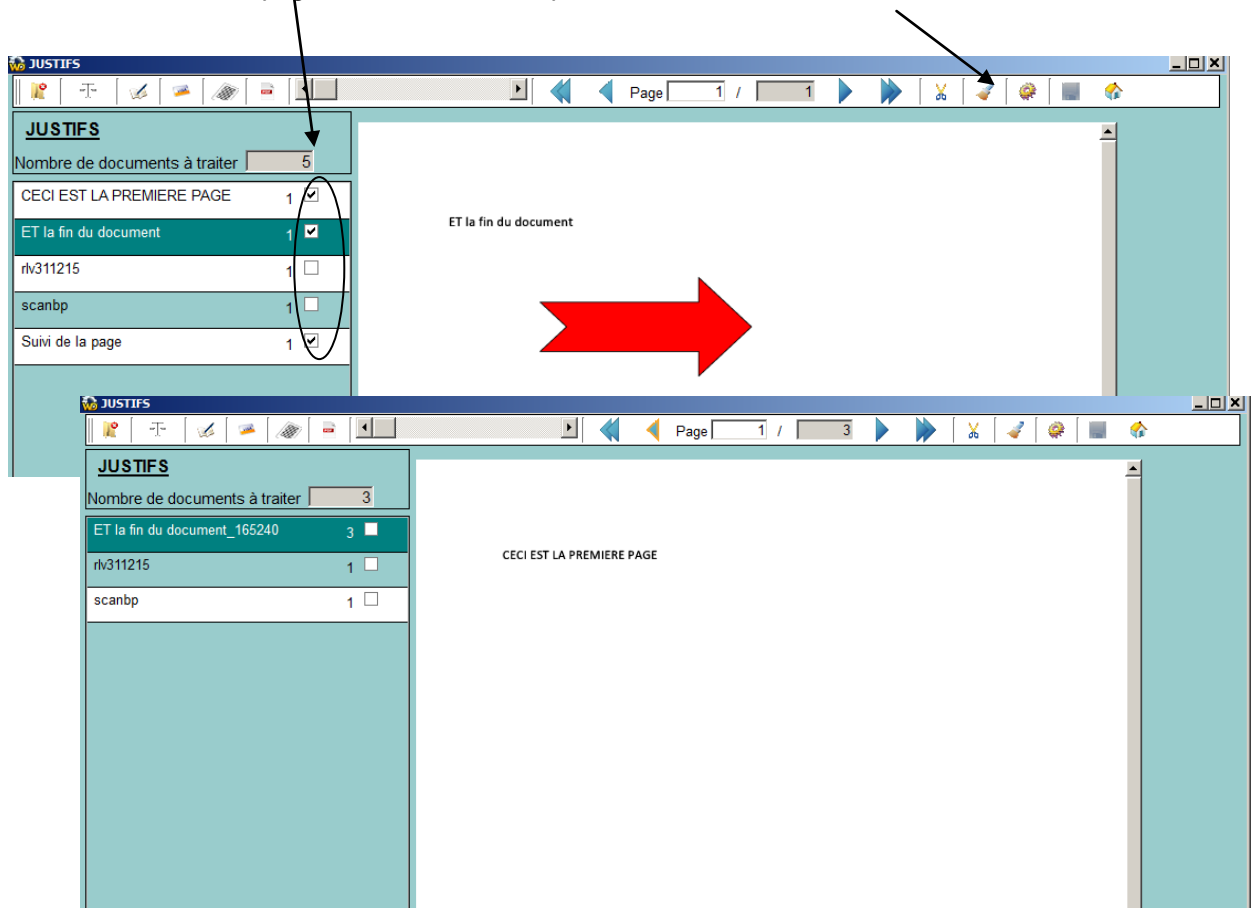 JUSTIFS
Page 1 / 1
JUSTIFS
Nombre de documents à traiter 5
CECI EST LA PREMIERE PAGE 1
ET la fin du document 1
rlv311215 1
scanbp 1
Suivi de la page 1
ET la fin du document
JUSTIFS
Page 1 / 3
JUSTIFS
Nombre de documents à traiter 3
ET la fin du document_165240 3
rlv311215 1
scanbp 1
CECI EST LA PREMIERE PAGE